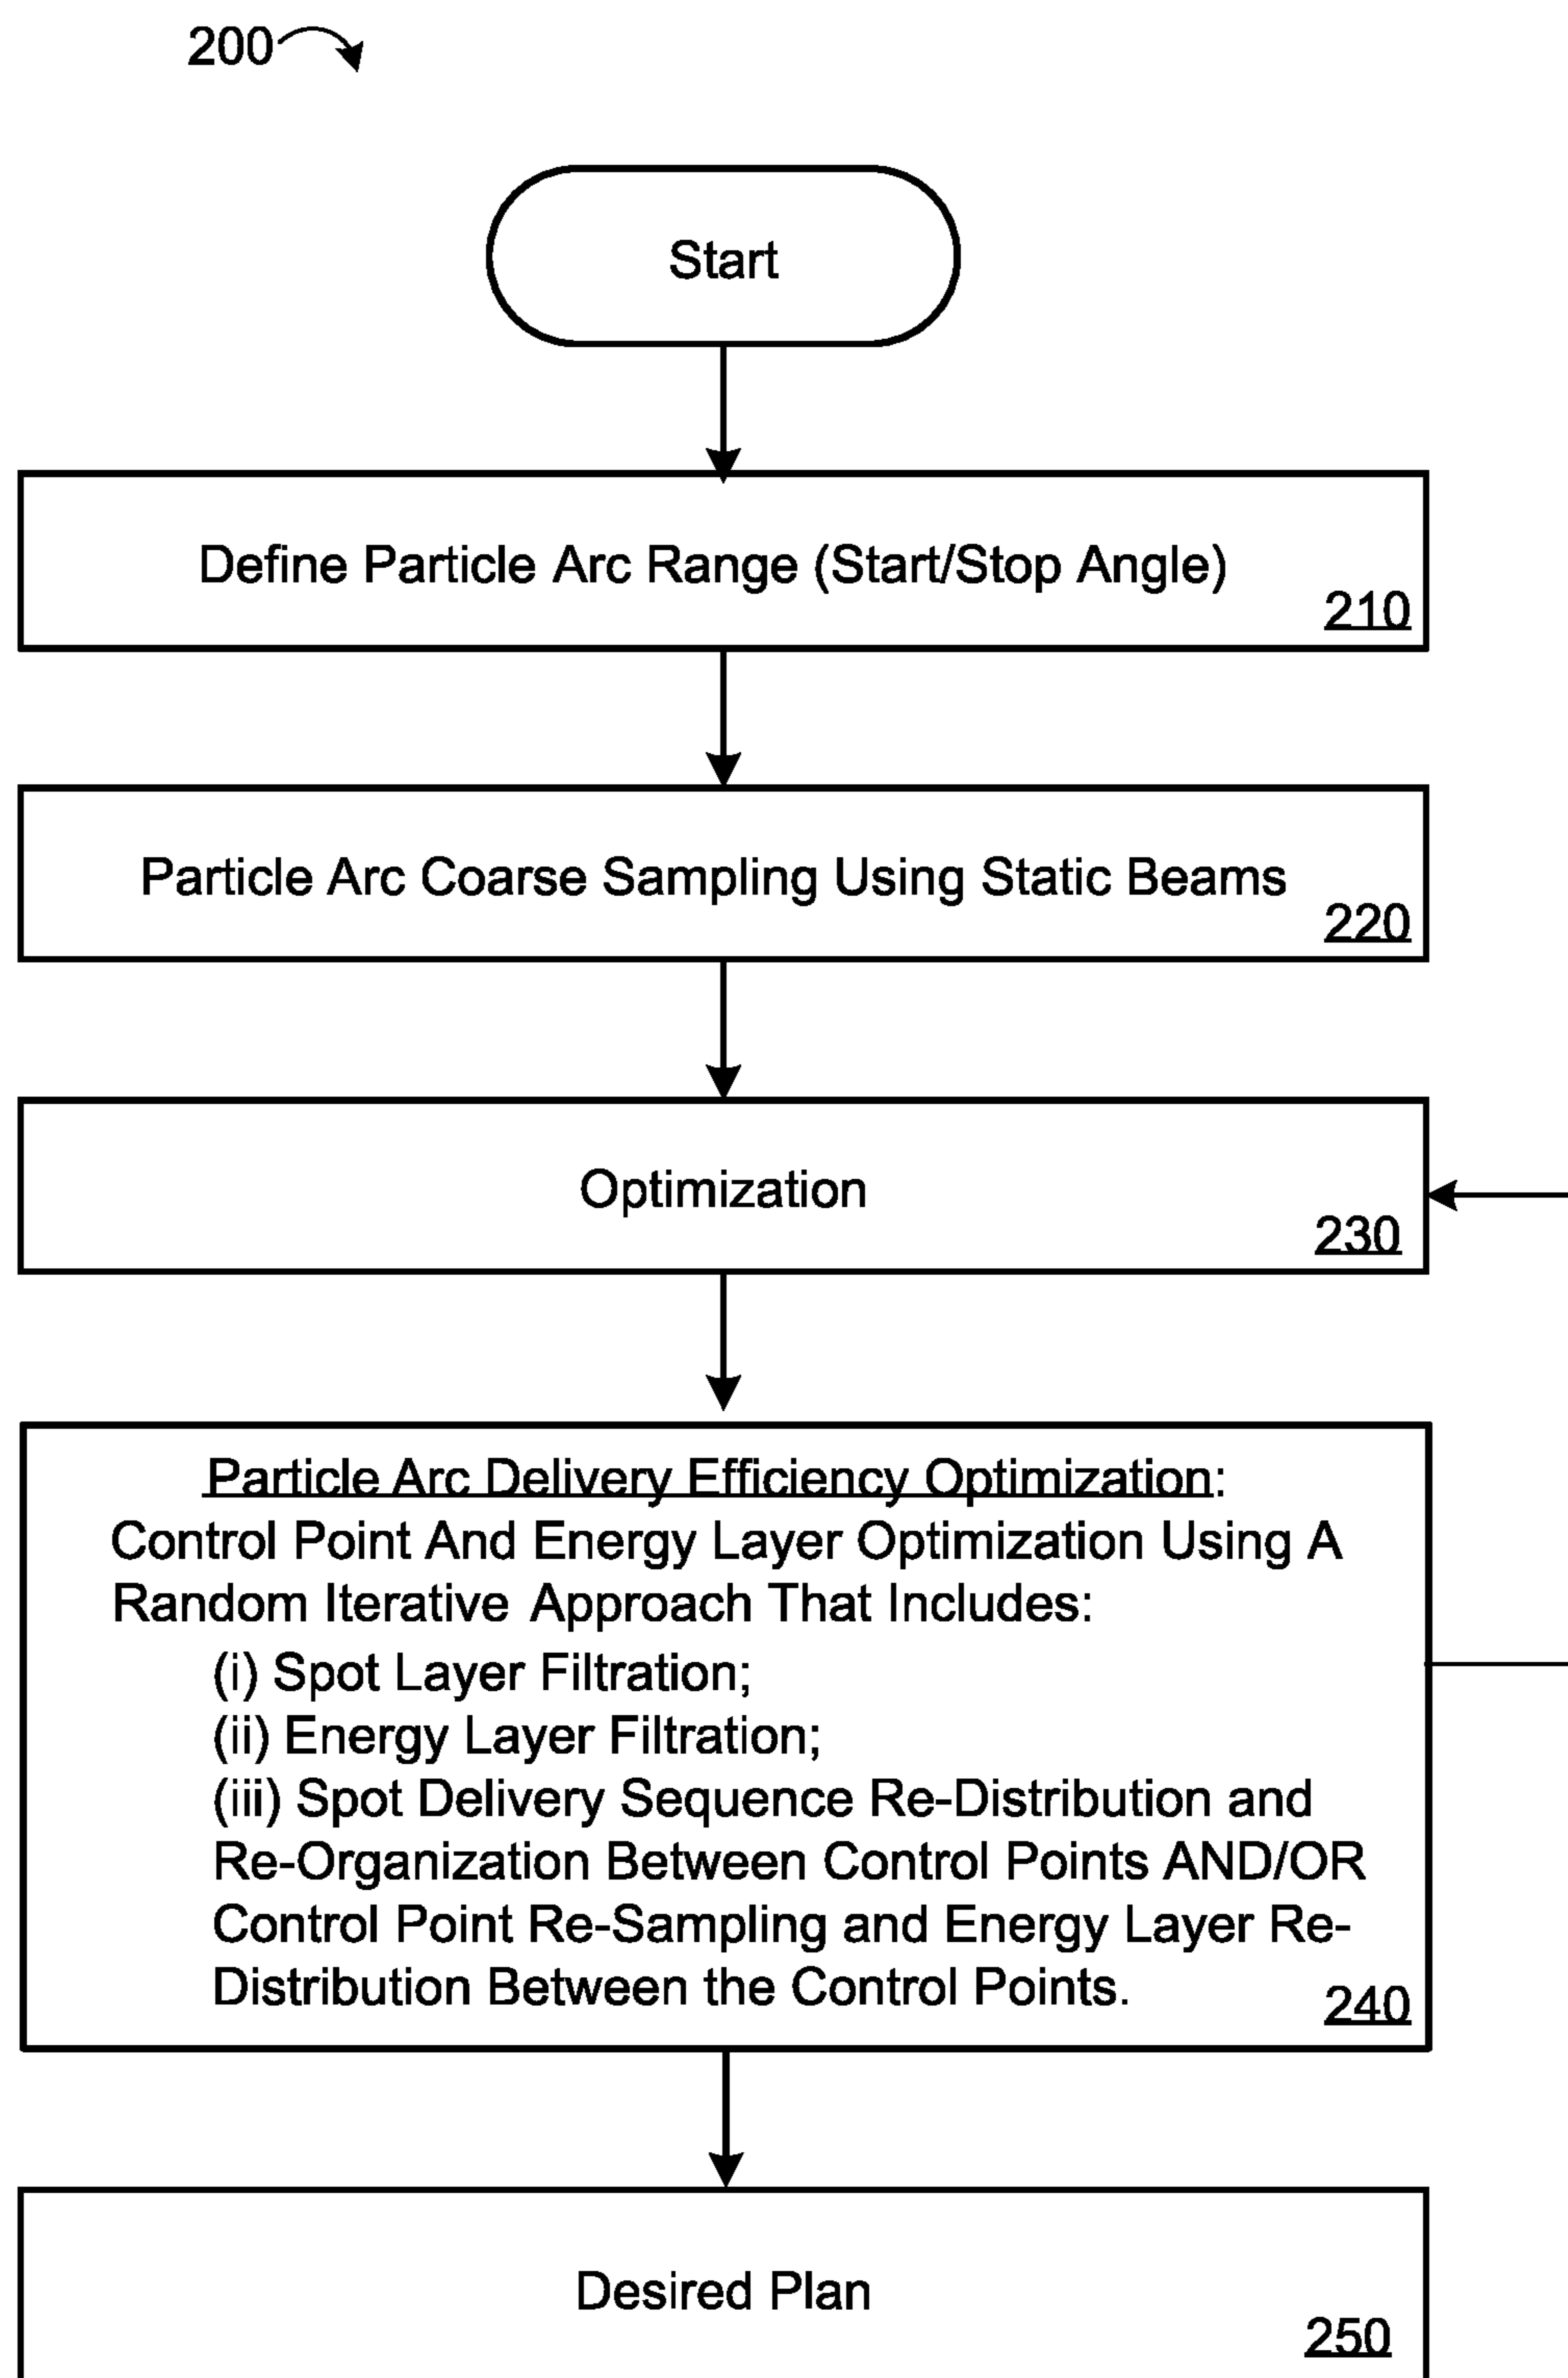 200
Start
Define Particle Arc Range (Start/Stop Angle)
210
Particle Arc Coarse Sampling Using Static Beams
220
Optimization
230
Particle Arc Delivery Efficiency Optimization:
Control Point And Energy Layer Optimization Using A
Random Iterative Approach That Includes:
(i) Spot Layer Filtration;
(ii) Energy Layer Filtration;
(iii) Spot Delivery Sequence Re-Distribution and
Re-Organization Between Control Points AND/OR
Control Point Re-Sampling and Energy Layer Re-
Distribution Between the Control Points.
240
Desired Plan
250